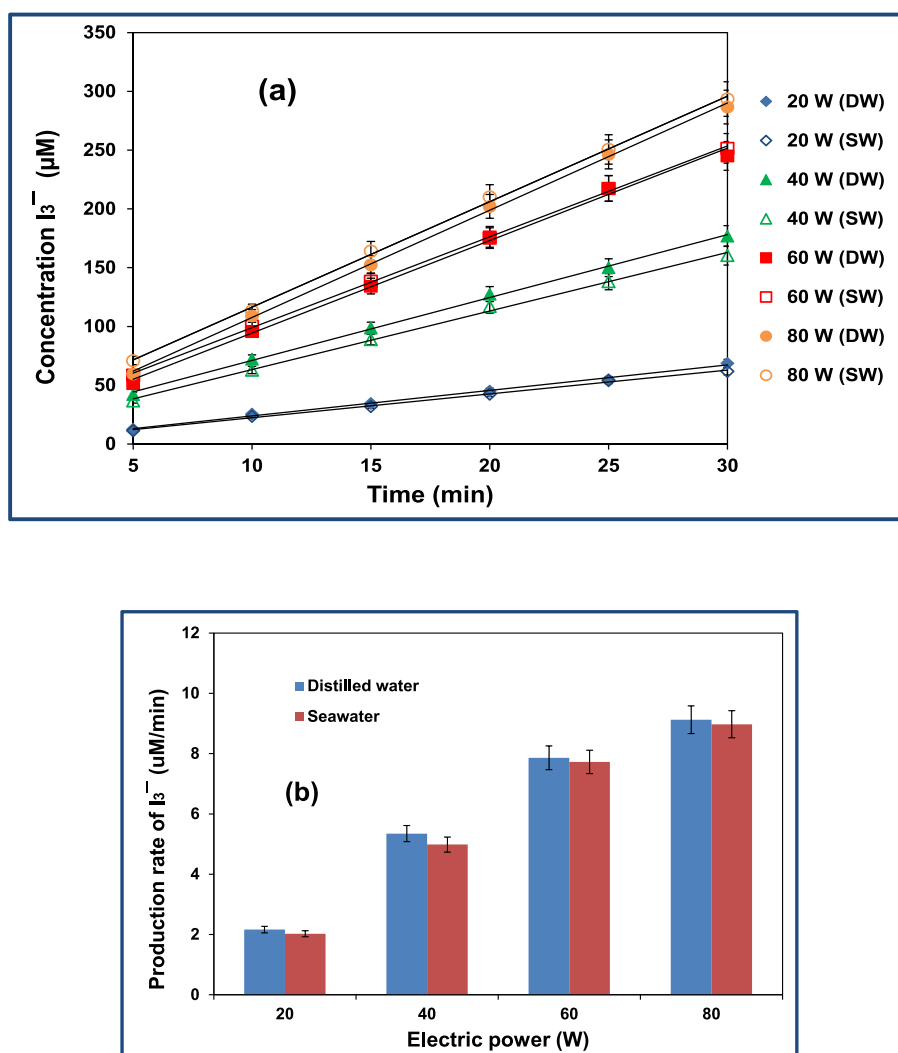 350
300
250
200
150
100
50
0
Concentration I₃⁻ (µM)
(a)
5 10 15 20 25 30
Time (min)
20 W (DW)
20 W (SW)
40 W (DW)
40 W (SW)
60 W (DW)
60 W (SW)
80 W (DW)
80 W (SW)
12
10
8
6
4
2
0
Production rate of I₃⁻ (uM/min)
Distilled water
Seawater
(b)
20 40 60 80
Electric power (W)